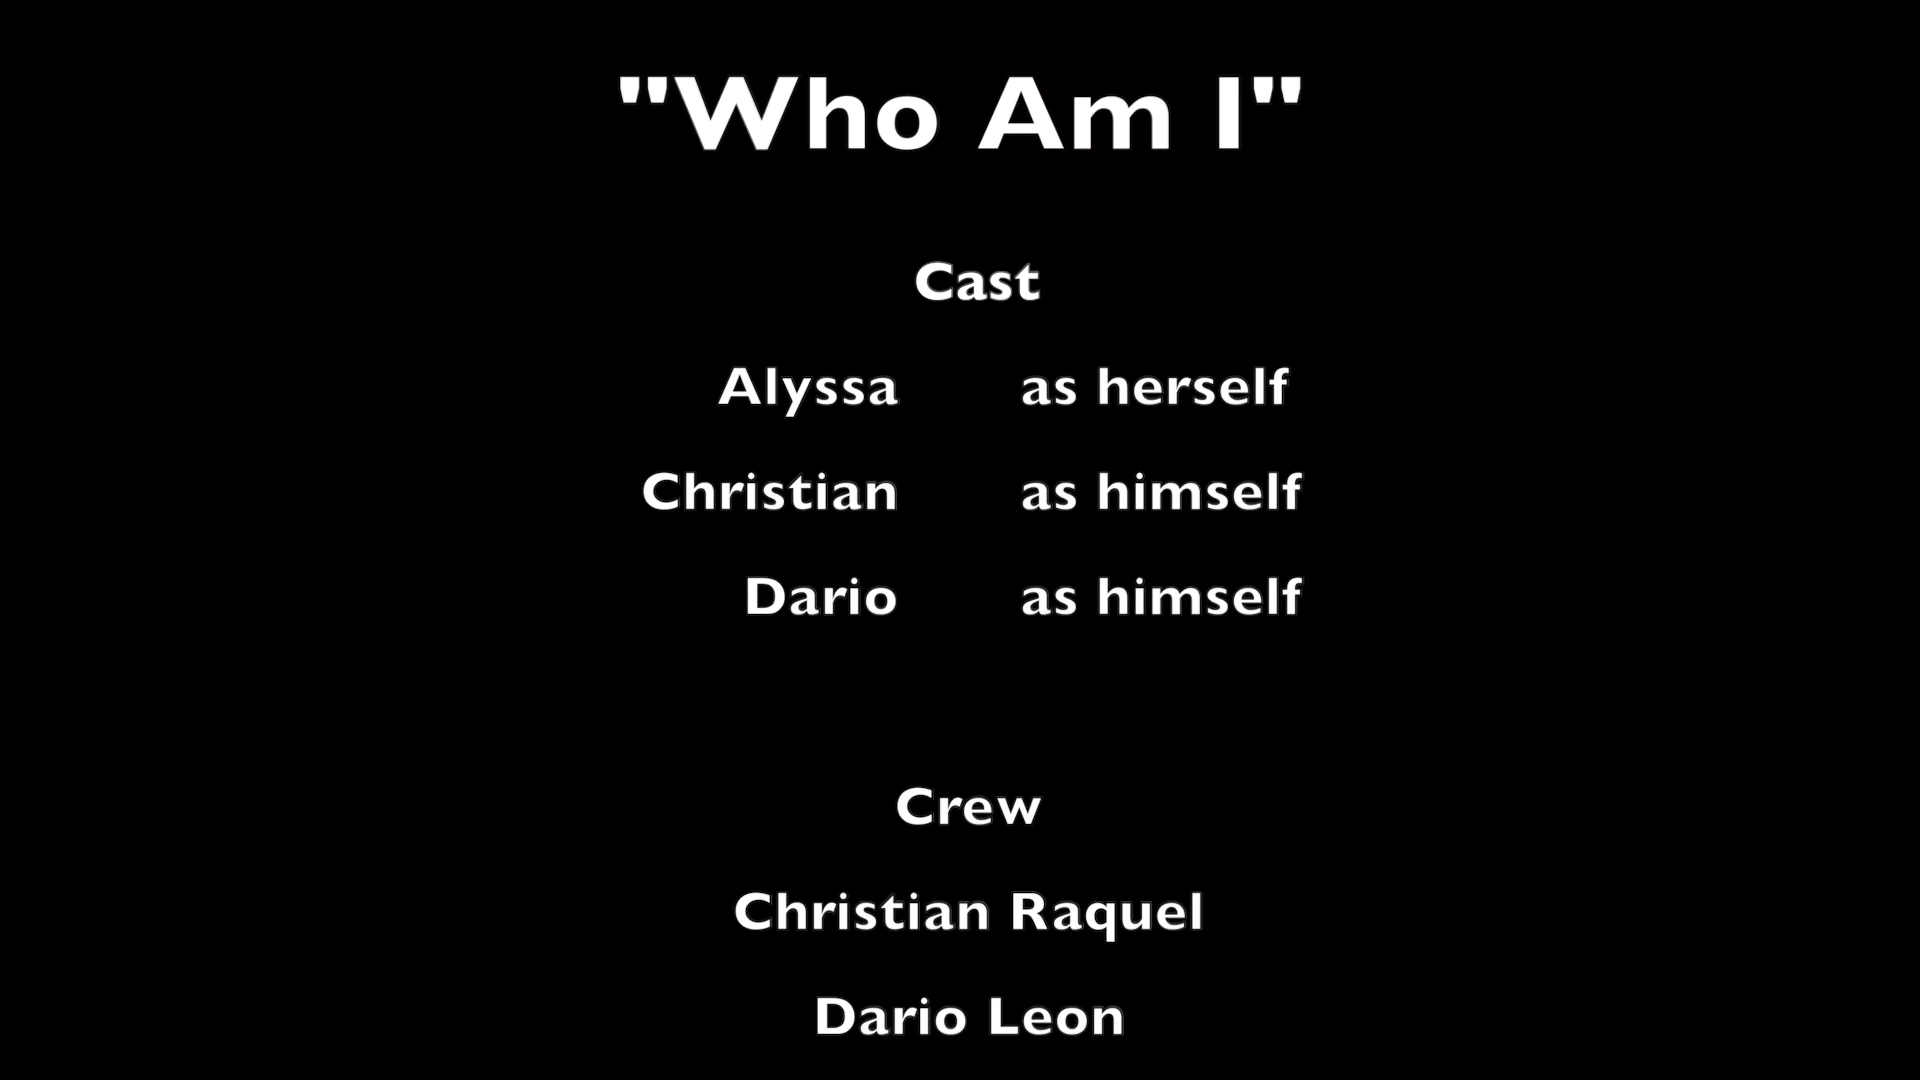 "Who Am I"
Cast
Alyssa as herself
Christian as himself
Dario as himself
Crew
Christian Raquel
Dario Leon